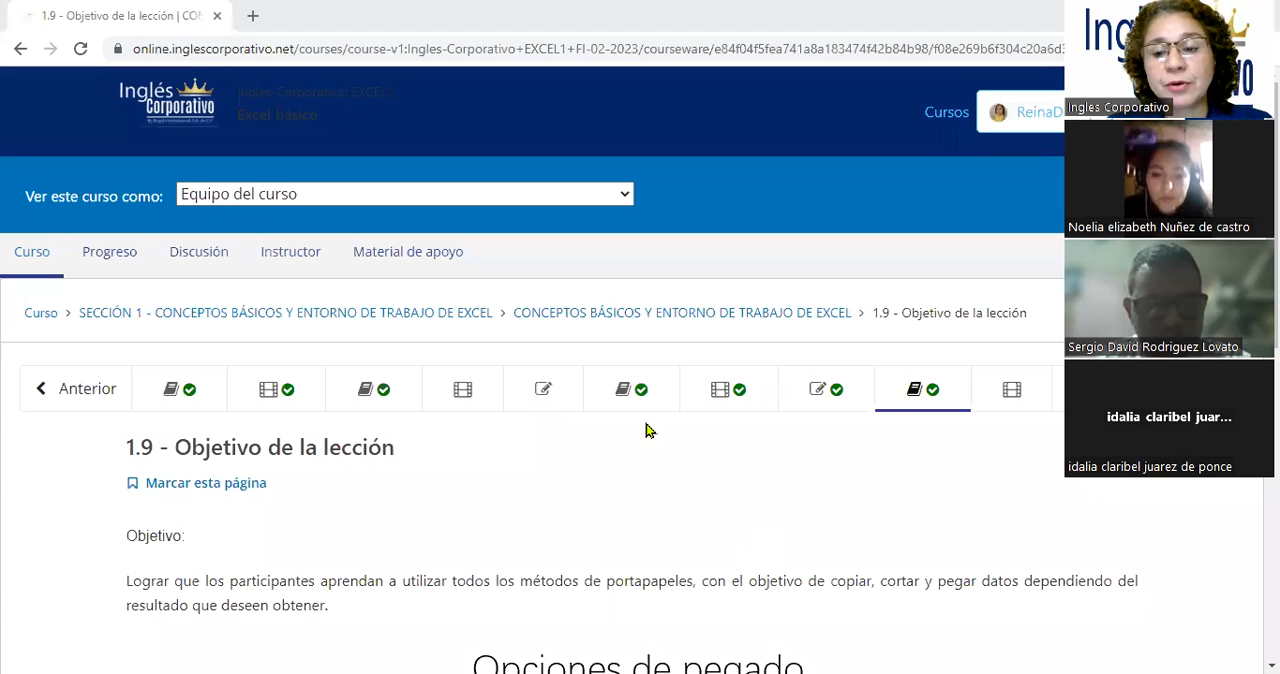 1.9 - Objetivo de la lección | CO
online.inglescorporativo.net/courses/course-v1:Ingles-Corporativo+EXCEL1+FI-02-2023/courseware/e84f04f5fea741a8a183474f42b84b98/f08e269b6f304c20a6d
Inglés
Corporativo
Ingles-Corporativo: EXCEL1
Excel básico
Cursos
ReinaD
Ingles Corporativo
Ver este curso como:
Equipo del curso
Noelia elizabeth Nuñez de castro
Curso
Progreso
Discusión
Instructor
Material de apoyo
Curso > SECCIÓN 1 - CONCEPTOS BÁSICOS Y ENTORNO DE TRABAJO DE EXCEL > CONCEPTOS BÁSICOS Y ENTORNO DE TRABAJO DE EXCEL > 1.9 - Objetivo de la lección
Sergio David Rodriguez Lovato
Anterior
idalia claribel juar...
idalia claribel juarez de ponce
1.9 - Objetivo de la lección
Marcar esta página
Objetivo:
Lograr que los participantes aprendan a utilizar todos los métodos de portapapeles, con el objetivo de copiar, cortar y pegar datos dependiendo del
resultado que deseen obtener.
Opciones de pegado